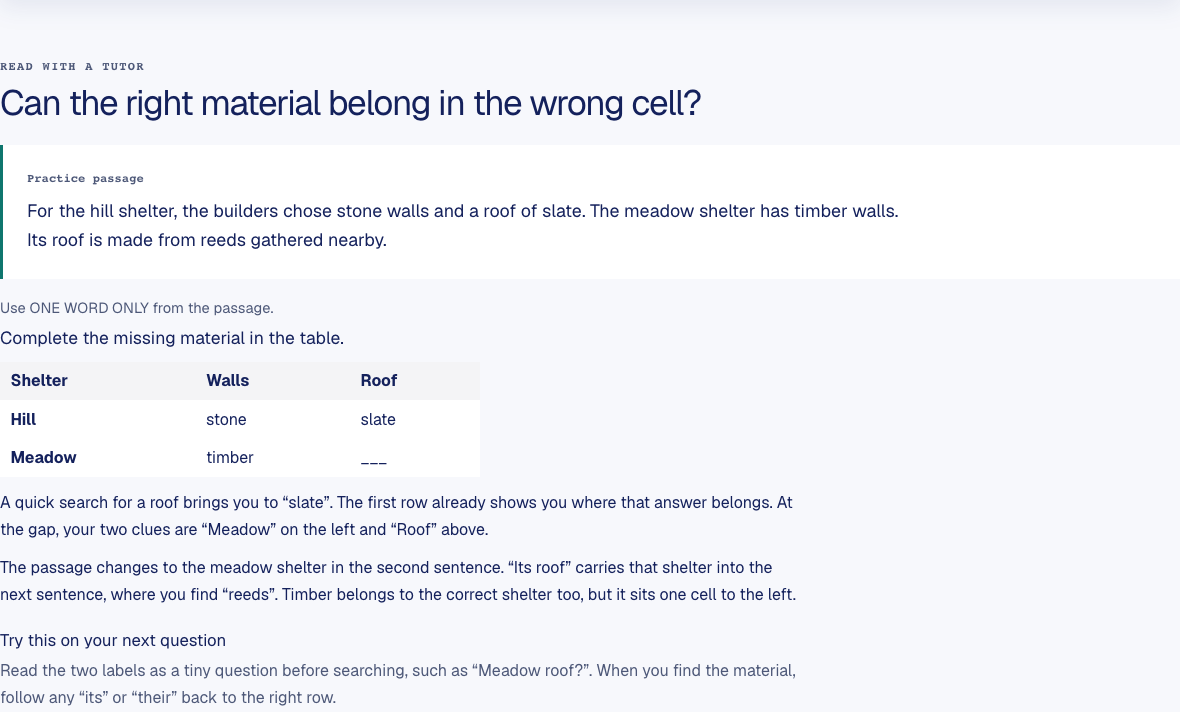 READ WITH A TUTOR
Can the right material belong in the wrong cell?
Practice passage
For the hill shelter, the builders chose stone walls and a roof of slate. The meadow shelter has timber walls.
Its roof is made from reeds gathered nearby.
Use ONE WORD ONLY from the passage.
Complete the missing material in the table.
Shelter Walls Roof
Hill stone slate
Meadow timber ___
A quick search for a roof brings you to “slate”. The first row already shows you where that answer belongs. At
the gap, your two clues are “Meadow” on the left and “Roof” above.
The passage changes to the meadow shelter in the second sentence. “Its roof” carries that shelter into the
next sentence, where you find “reeds”. Timber belongs to the correct shelter too, but it sits one cell to the left.
Try this on your next question
Read the two labels as a tiny question before searching, such as “Meadow roof?”. When you find the material,
follow any “its” or “their” back to the right row.